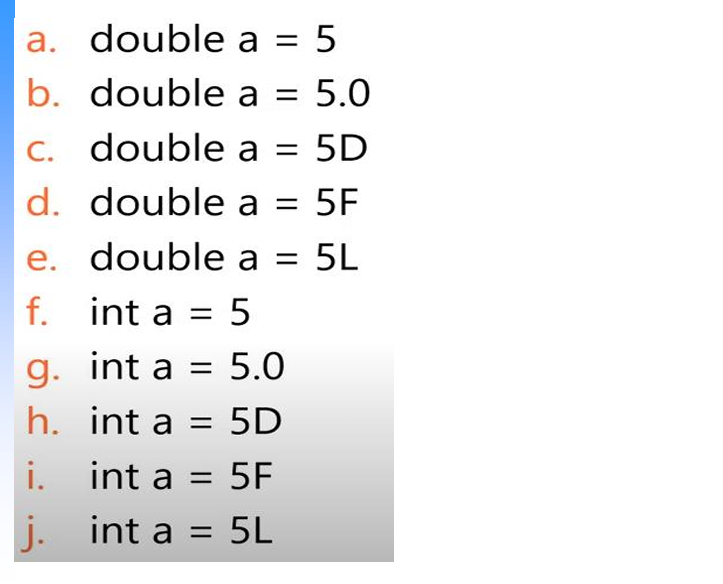 a. double a = 5
b. double a = 5.0
c. double a = 5D
d. double a = 5F
e. double a = 5L
f. int a = 5
g. int a = 5.0
h. int a = 5D
i. int a = 5F
j. int a = 5L